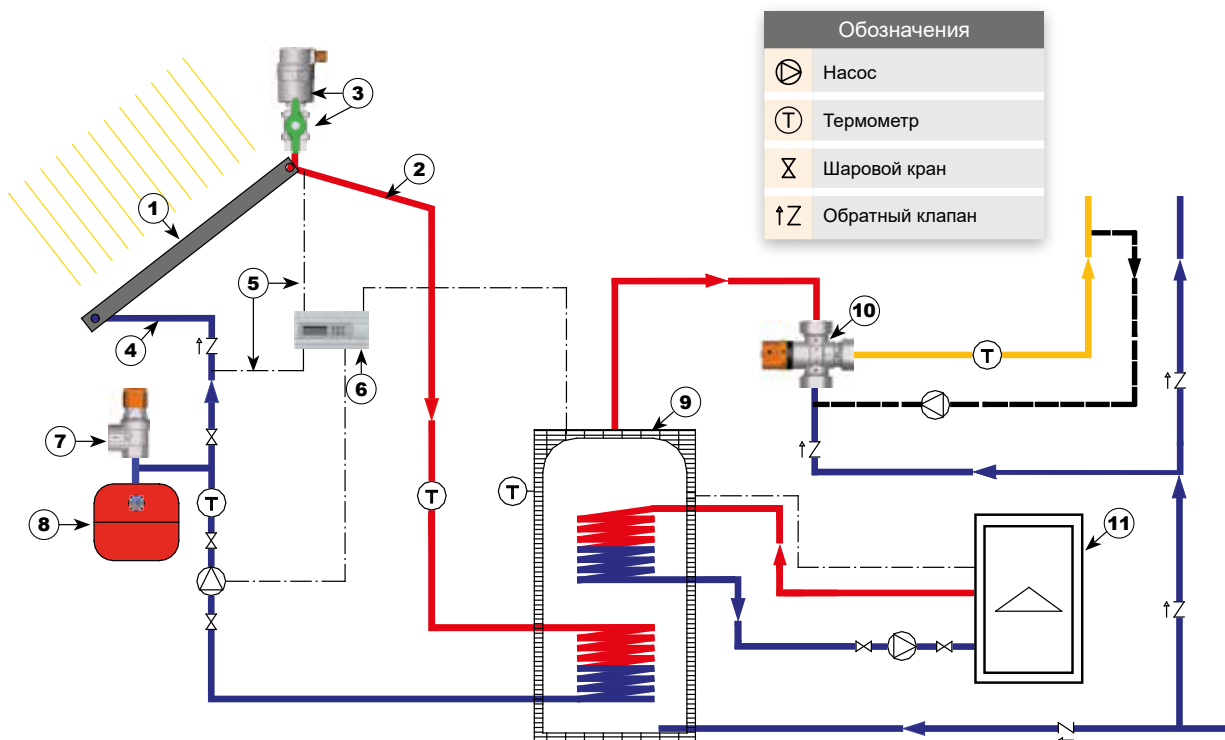 Обозначения
Насос
T
Термометр
Шаровой кран
Обратный клапан
3
2
1
5
4
6
10
7
9
T
T
T
T
8
11